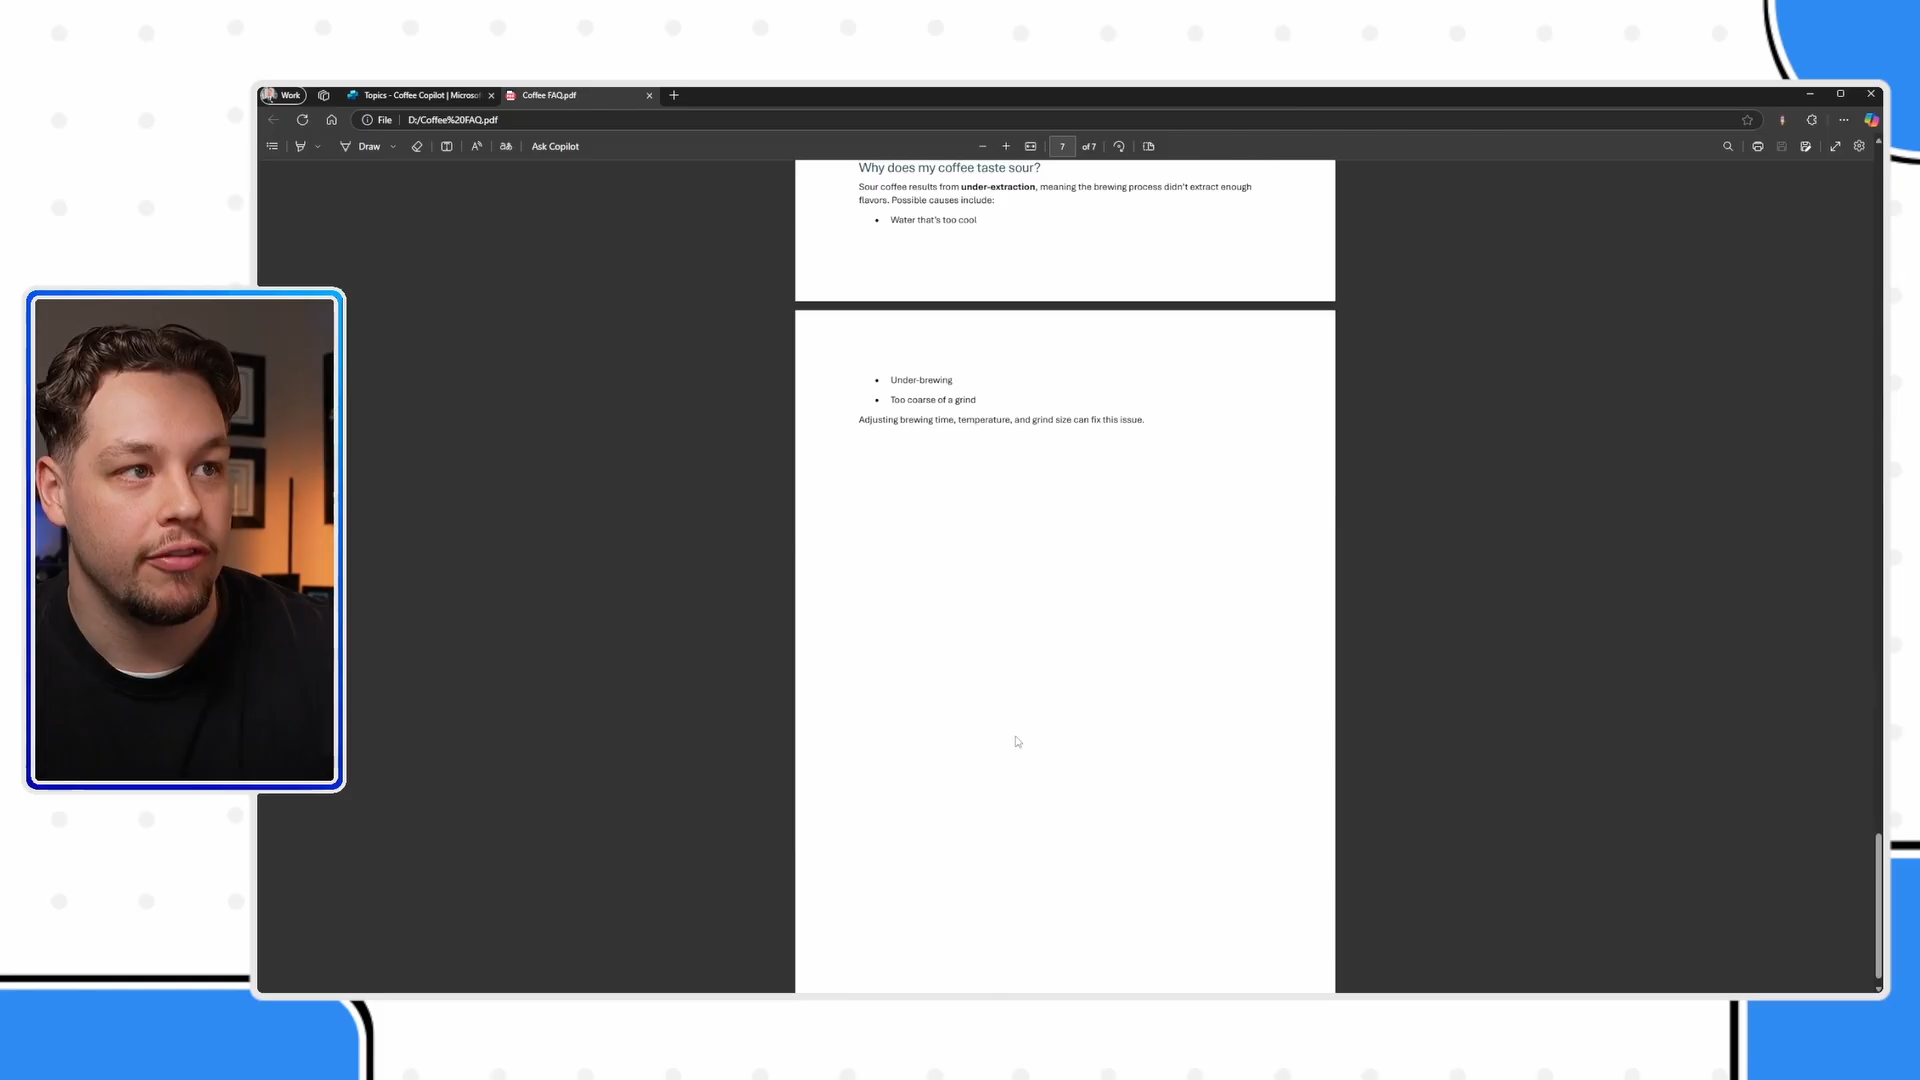 Work
Topics - Coffee Copilot | Microsof
Coffee FAQ.pdf
File
D:/Coffee%20FAQ.pdf
Draw
Ask Copilot
7
of 7
Why does my coffee taste sour?
Sour coffee results from under-extraction, meaning the brewing process didn't extract enough
flavors. Possible causes include:
• Water that's too cool
• Under-brewing
• Too coarse of a grind
Adjusting brewing time, temperature, and grind size can fix this issue.